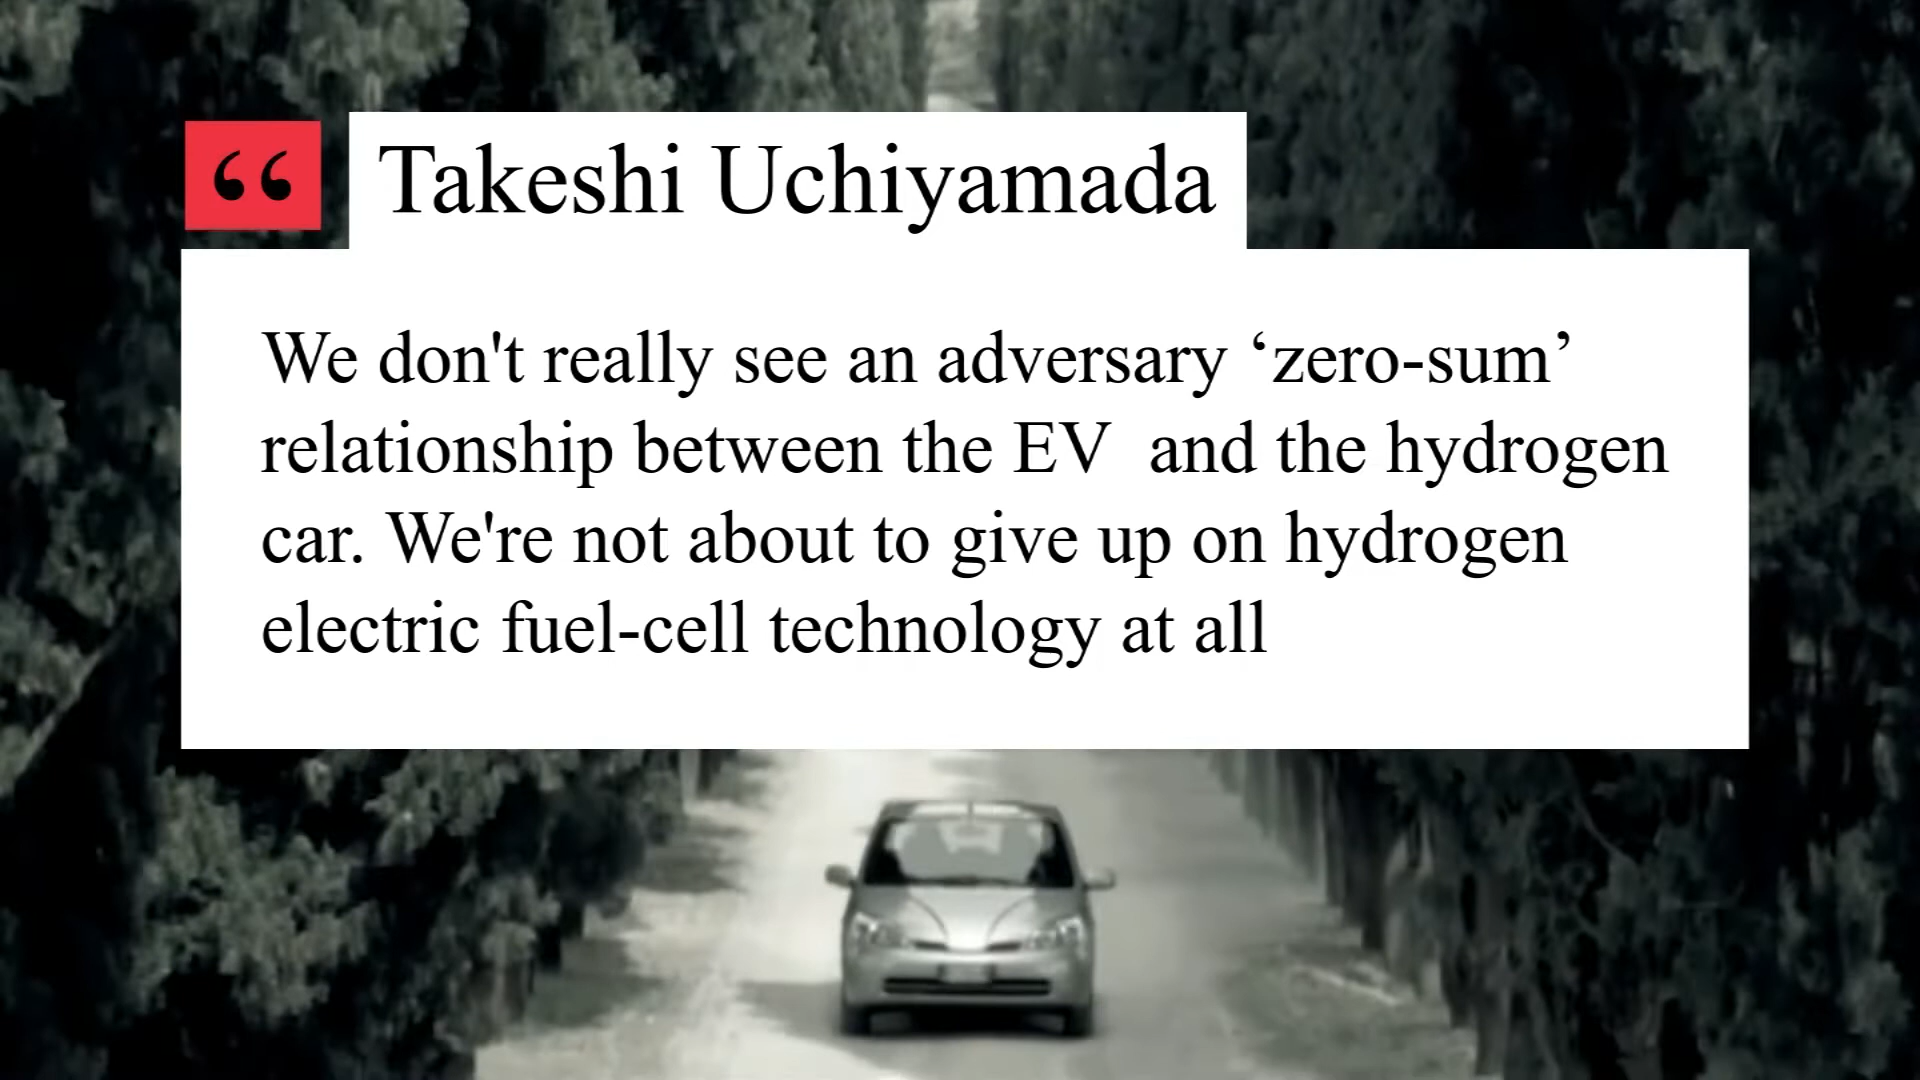 “ Takeshi Uchiyamada
We don't really see an adversary ‘zero-sum’
relationship between the EV  and the hydrogen
car. We're not about to give up on hydrogen
electric fuel-cell technology at all